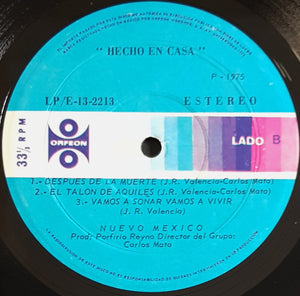 " HECHO EN CASA "
P - 1975
LP/E-13-2213
ESTEREO
33⅓ RPM
ORFEON
LADO B
1.- DESPUES DE LA MUERTE (J.R. Valencia-Carlos Mata)
2.- EL TALON DE AQUILES (J.R. Valencia-Carlos Mata)
3.- VAMOS A SONAR VAMOS A VIVIR
(J. R. Valencia)
NUEVO MEXICO
Prod: Porfirio Reyno Director del Grupo:
Carlos Mata